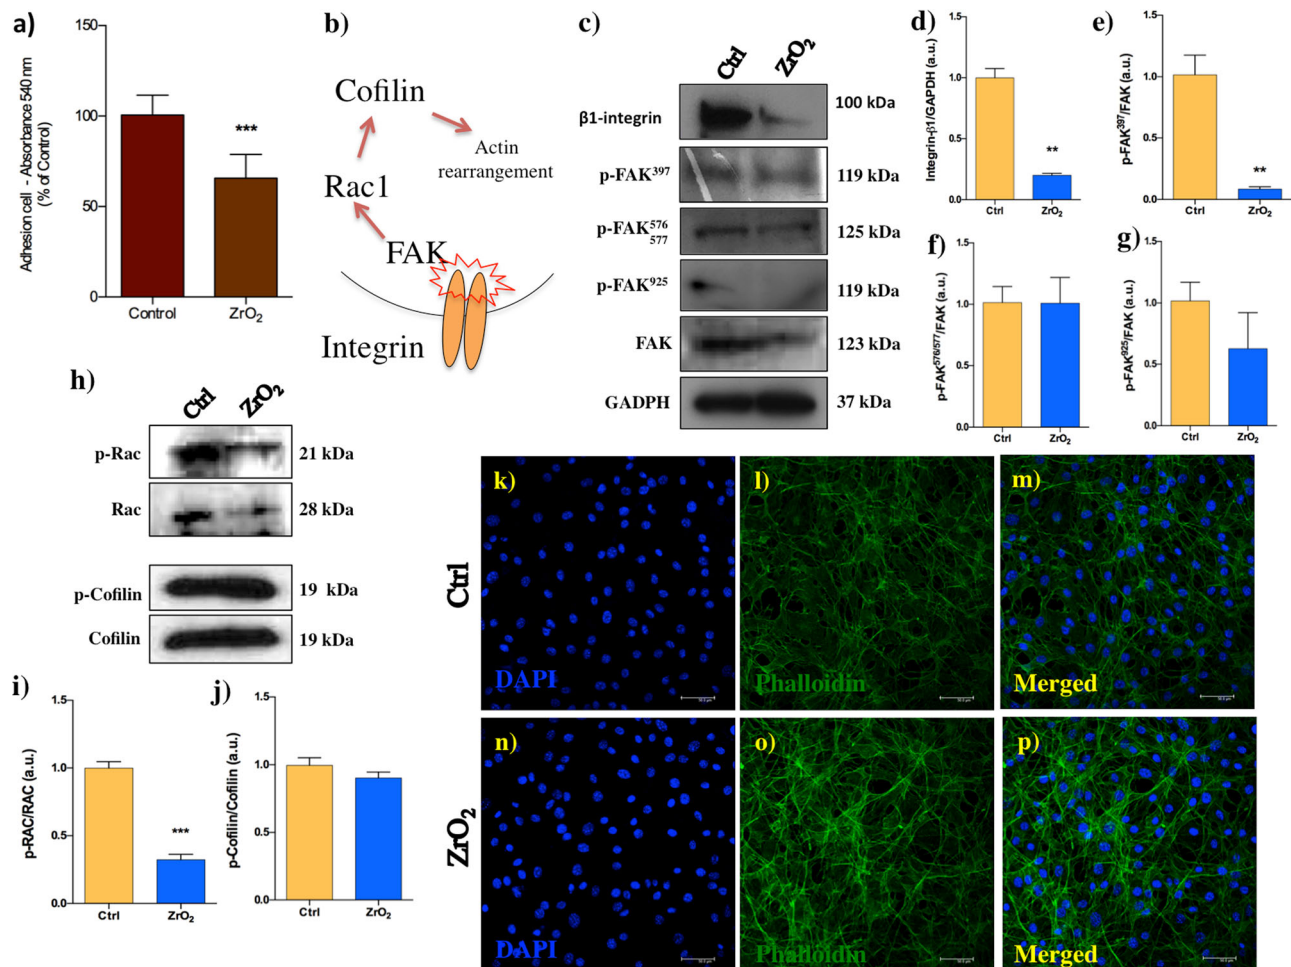 a)
150
100
50
0
Adhesion cell - Absorbance 540 nm
(% of Control)
***
Control
ZrO₂
b)
Cofilin
Actin
rearrangement
Rac1
FAK
Integrin
c)
Ctrl
ZrO₂
β1-integrin
100 kDa
p-FAK³⁹⁷
119 kDa
p-FAK⁵⁷⁶
577
125 kDa
p-FAK⁹²⁵
119 kDa
FAK
123 kDa
GADPH
37 kDa
d)
Integrin-β1/GAPDH (a.u.)
1.5
1.0
0.5
0.0
**
Ctrl
ZrO₂
e)
p-FAK³⁹⁷/FAK (a.u.)
1.5
1.0
0.5
0.0
**
Ctrl
ZrO₂
f)
p-FAK⁵⁷⁶/⁵⁷⁷/FAK (a.u.)
1.5
1.0
0.5
0.0
Ctrl
ZrO₂
g)
p-FAK⁹²⁵/FAK (a.u.)
1.5
1.0
0.5
0.0
Ctrl
ZrO₂
h)
Ctrl
ZrO₂
p-Rac
21 kDa
Rac
28 kDa
p-Cofilin
19 kDa
Cofilin
19 kDa
i)
p-RAC/RAC (a.u.)
1.5
1.0
0.5
0.0
***
Ctrl
ZrO₂
j)
p-Cofilin/Cofilin (a.u.)
1.5
1.0
0.5
0.0
Ctrl
ZrO₂
Ctrl
k)
DAPI
l)
Phalloidin
m)
Merged
ZrO₂
n)
DAPI
o)
Phalloidin
p)
Merged